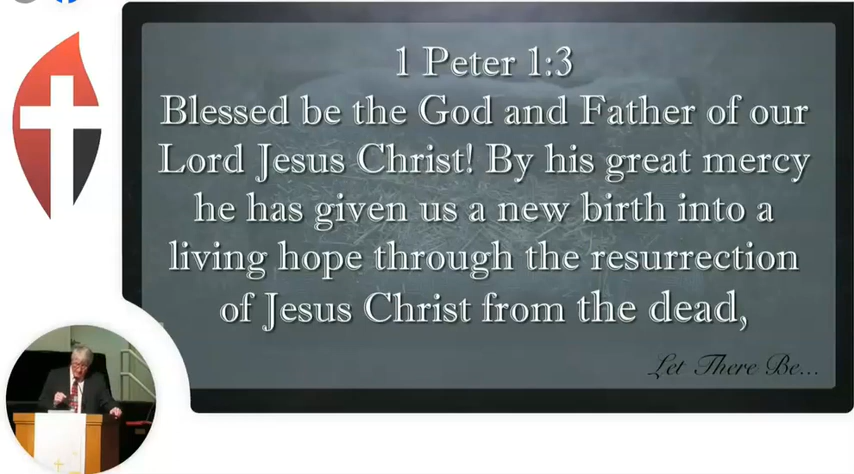 1 Peter 1:3
Blessed be the God and Father of our
Lord Jesus Christ! By his great mercy
he has given us a new birth into a
living hope through the resurrection
of Jesus Christ from the dead,
Let There Be...